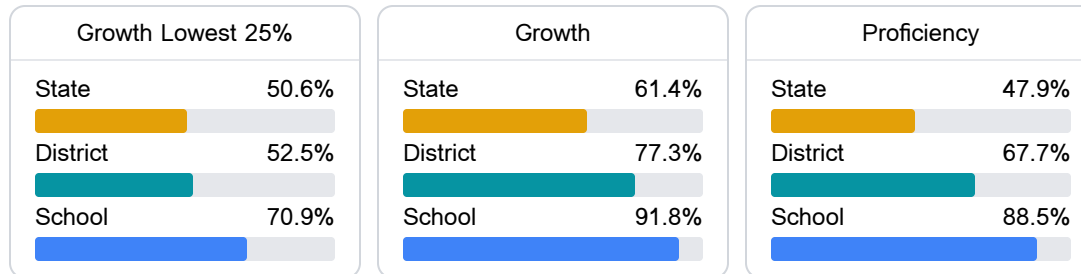 Growth Lowest 25%
State 50.6%
District 52.5%
School 70.9%
Growth
State 61.4%
District 77.3%
School 91.8%
Proficiency
State 47.9%
District 67.7%
School 88.5%